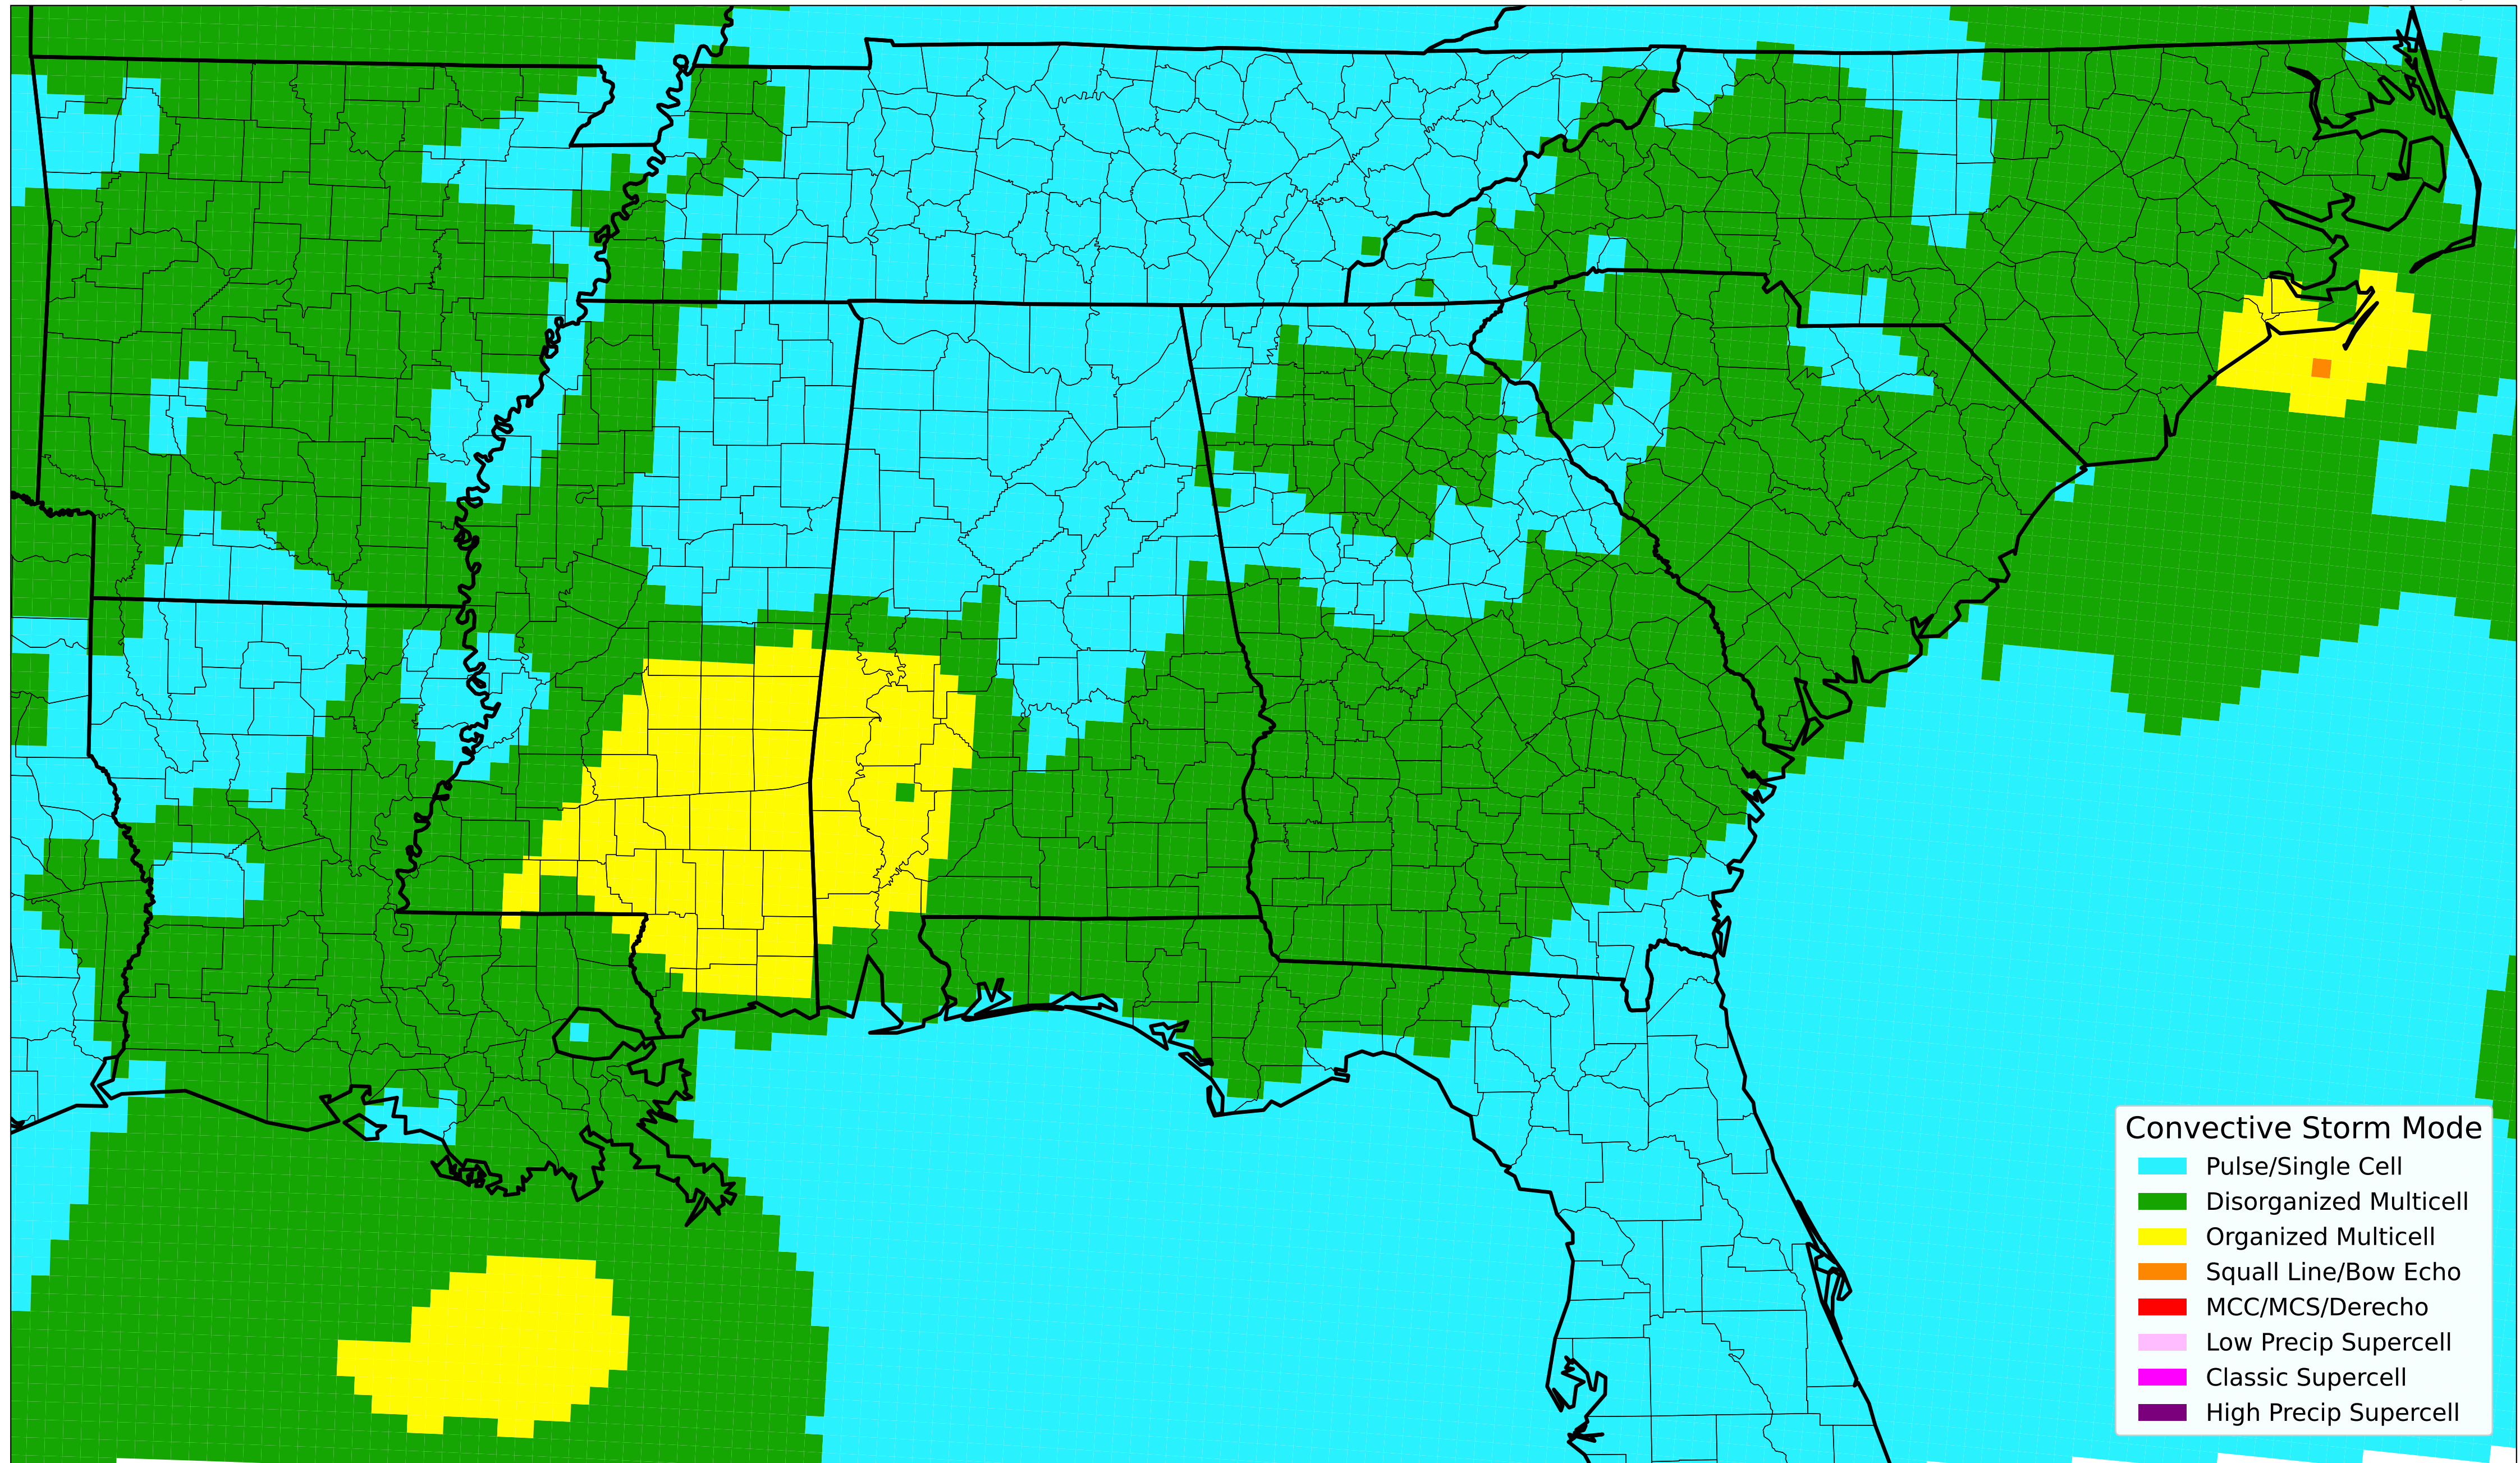 Convective Storm Mode
Pulse/Single Cell
Disorganized Multicell
Organized Multicell
Squall Line/Bow Echo
MCC/MCS/Derecho
Low Precip Supercell
Classic Supercell
High Precip Supercell